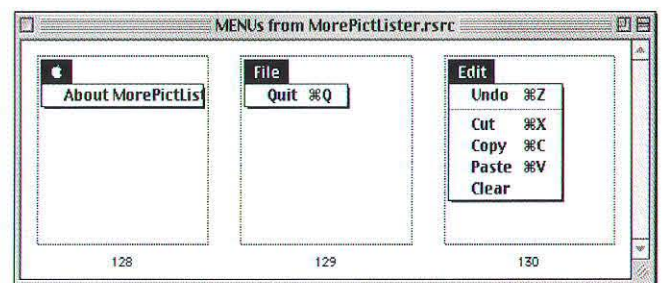 MENUs from MorePictLister.rsrc
About MorePictList
128
File
Quit ⌘Q
129
Edit
Undo ⌘Z
Cut ⌘X
Copy ⌘C
Paste ⌘V
Clear
130